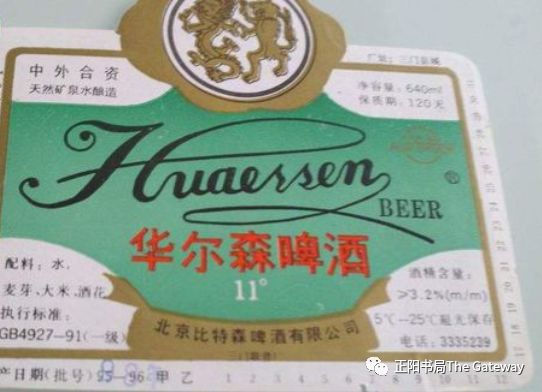 中外合资
天然矿泉水酿造
净含量：640ml
保质期：120天
Huaersen
®
BEER
华尔森啤酒
11°
配料：水、
麦芽、大米、酒花
执行标准：
GB4927-91(一级)
酒精含量：
≥3.2%(m/m)
5℃-25℃避光保存
电话：3335239
北京比特森啤酒有限公司
产日期(批号) 95-96 甲 乙
正阳书局The Gateway